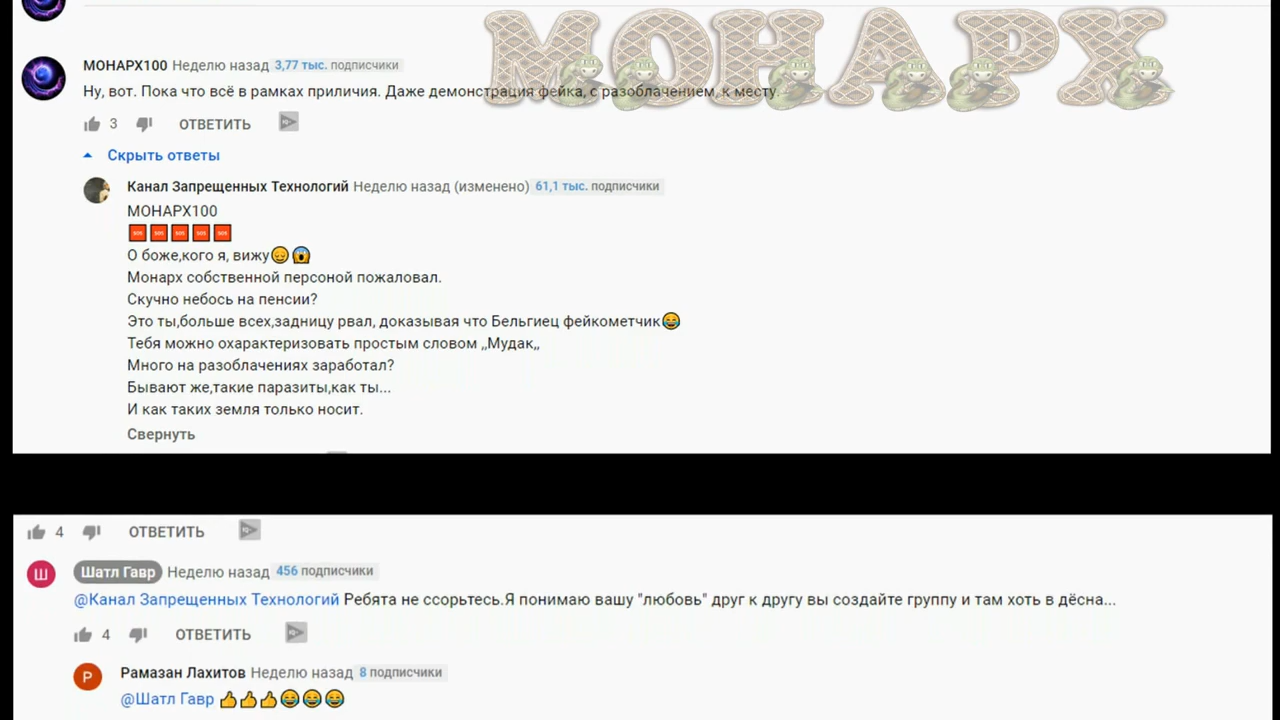 МОНАРХ
МОНАРХ100 Неделю назад 3,77 тыс. подписчики
Ну, вот. Пока что всё в рамках приличия. Даже демонстрация фейка, с разоблачением, к месту.
3 ОТВЕТИТЬ
Скрыть ответы
Канал Запрещенных Технологий Неделю назад (изменено) 61,1 тыс. подписчики
МОНАРХ100
🆘🆘🆘🆘🆘
О боже,кого я, вижу😔😱
Монарх собственной персоной пожаловал.
Скучно небось на пенсии?
Это ты,больше всех,задницу рвал, доказывая что Бельгиец фейкометчик😂
Тебя можно охарактеризовать простым словом ,,Мудак,,
Много на разоблачениях заработал?
Бывают же,такие паразиты,как ты...
И как таких земля только носит.
Свернуть
4 ОТВЕТИТЬ
Ш Шатл Гавр Неделю назад 456 подписчики
@Канал Запрещенных Технологий Ребята не ссорьтесь.Я понимаю вашу "любовь" друг к другу вы создайте группу и там хоть в дёсна...
4 ОТВЕТИТЬ
Р Рамазан Лахитов Неделю назад 8 подписчики
@Шатл Гавр 👍👍👍😂😂😂